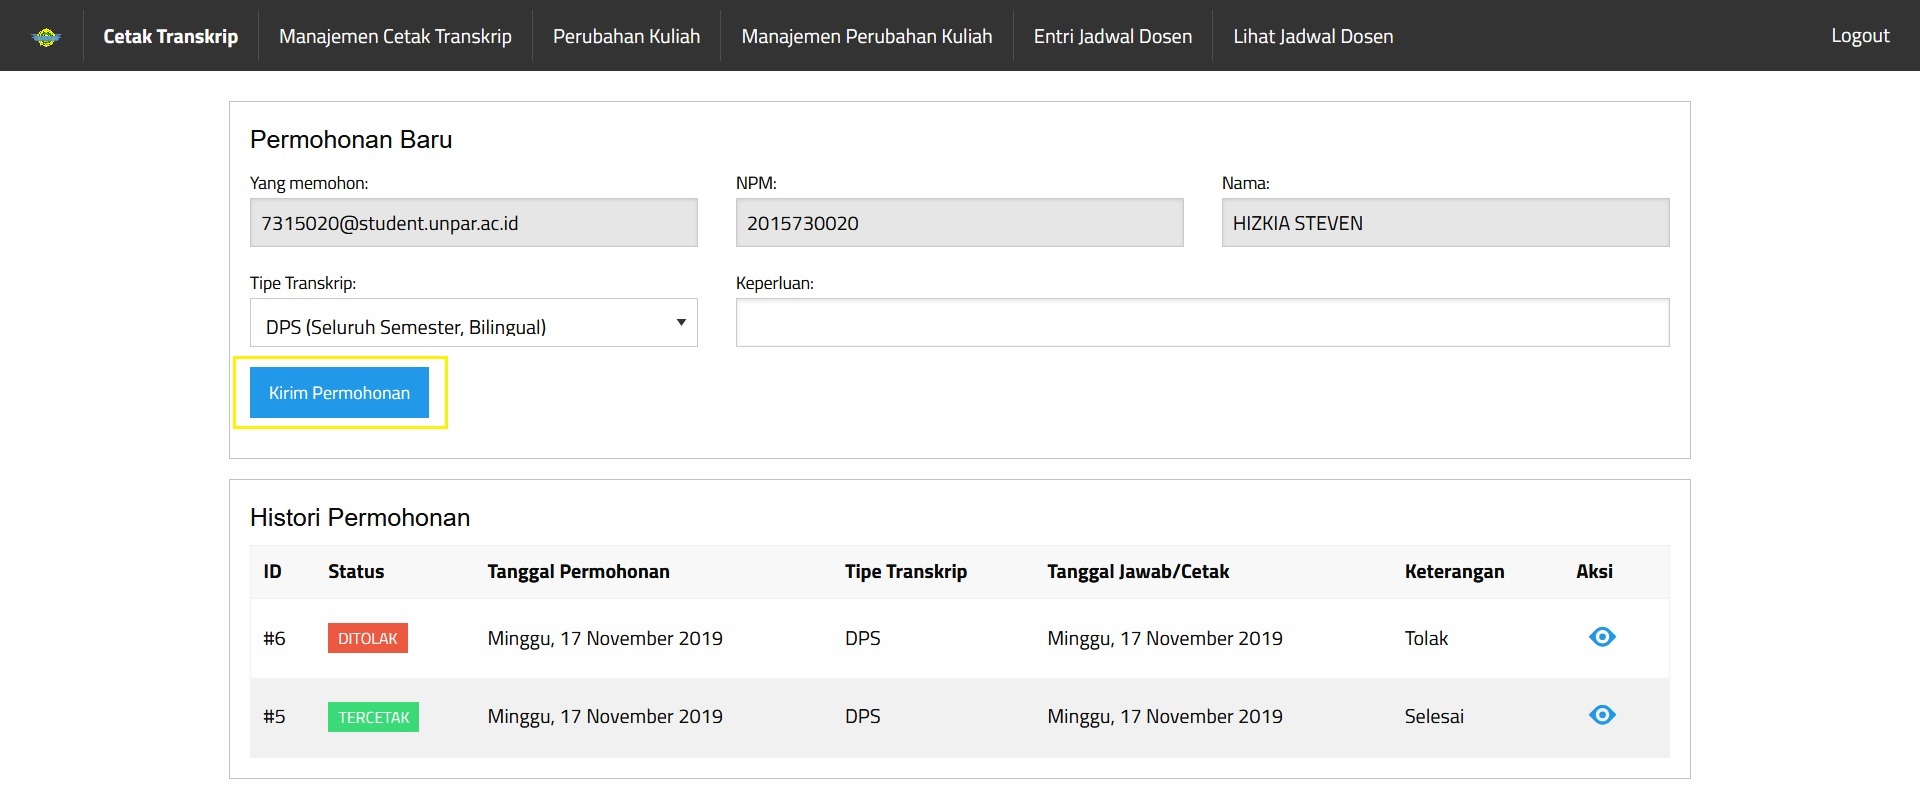 Cetak Transkrip Manajemen Cetak Transkrip Perubahan Kuliah Manajemen Perubahan Kuliah Entri Jadwal Dosen Lihat Jadwal Dosen Logout
Permohonan Baru
Yang memohon: NPM: Nama:
7315020@student.unpar.ac.id 2015730020 HIZKIA STEVEN
Tipe Transkrip: Keperluan:
DPS (Seluruh Semester, Bilingual)
Kirim Permohonan
Histori Permohonan
ID Status Tanggal Permohonan Tipe Transkrip Tanggal Jawab/Cetak Keterangan Aksi
#6 DITOLAK Minggu, 17 November 2019 DPS Minggu, 17 November 2019 Tolak
#5 TERCETAK Minggu, 17 November 2019 DPS Minggu, 17 November 2019 Selesai